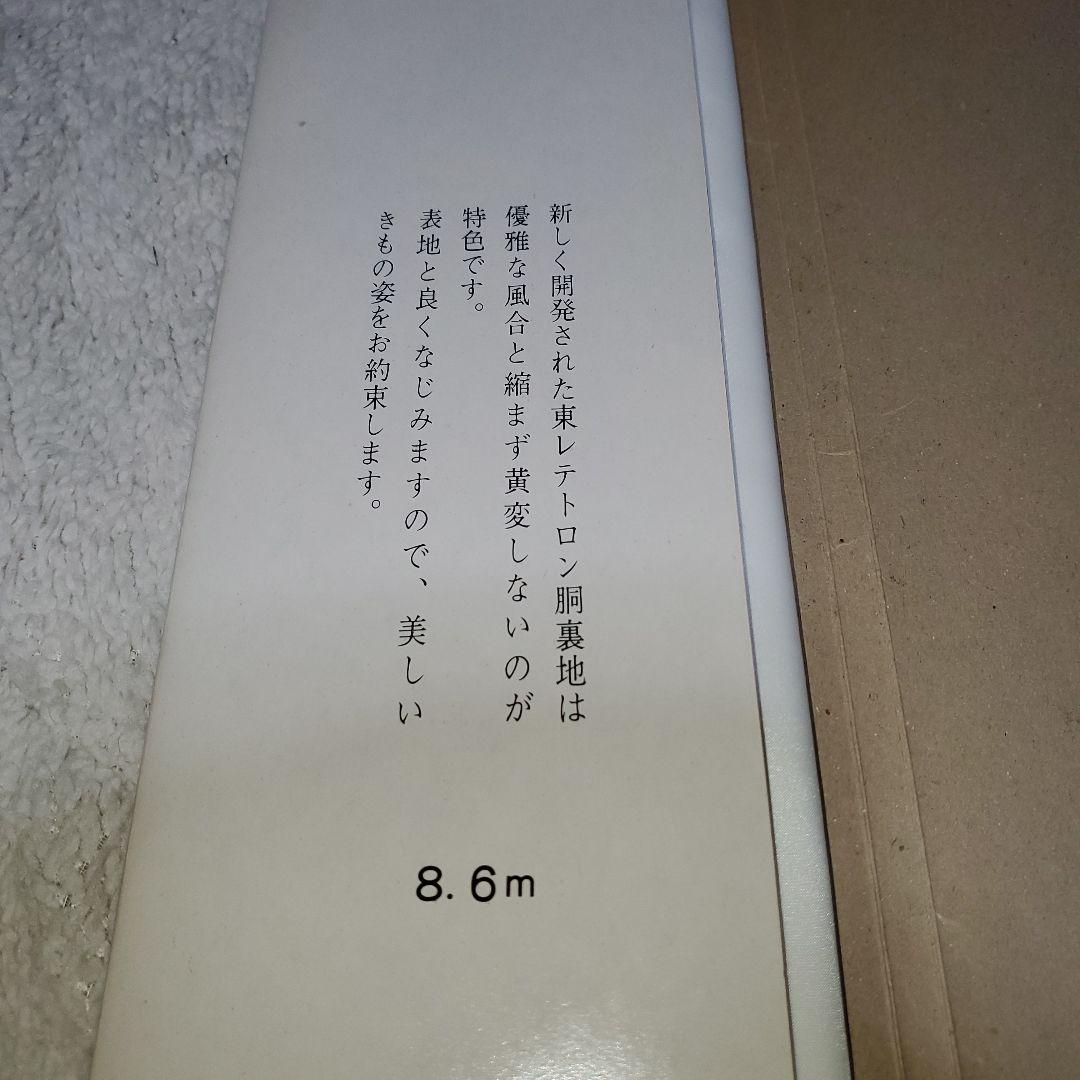 新しく開発された東レテトロン胴裏地は
優雅な風合と縮まず黄変しないのが
特色です。
表地と良くなじみますので、美しい
きもの姿をお約束します。
8.6m